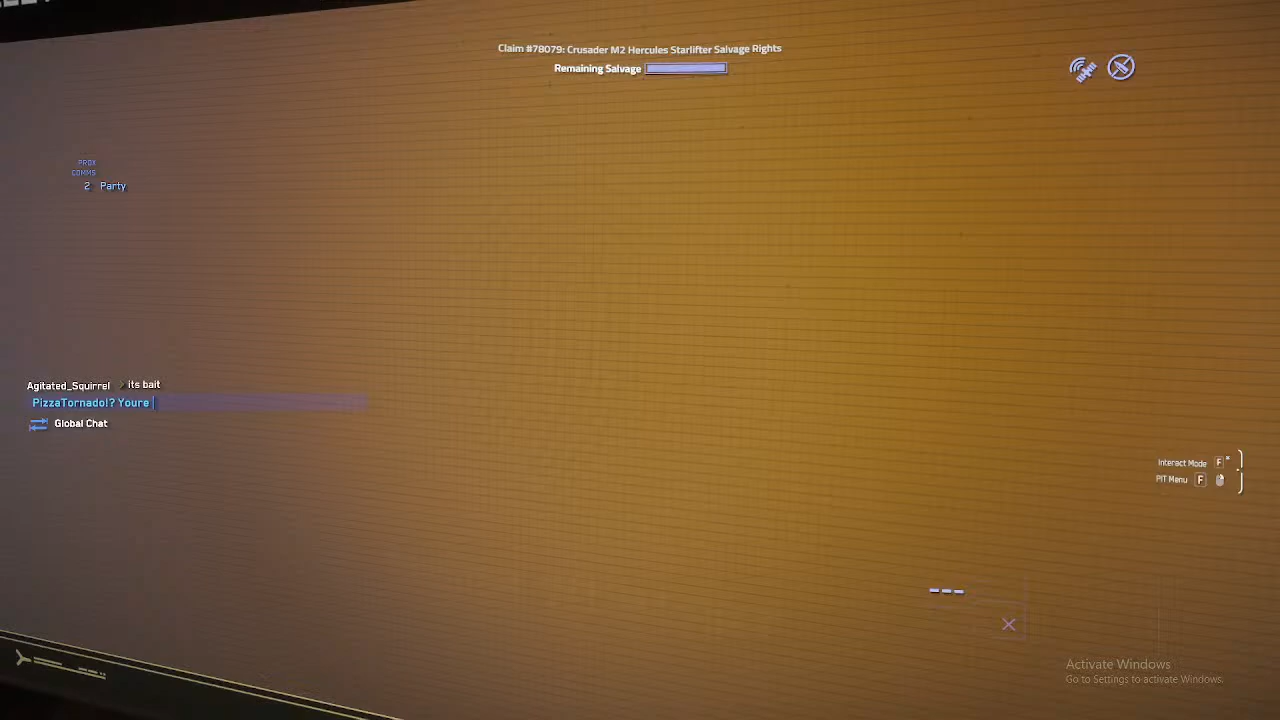 Claim #78079: Crusader M2 Hercules Starlifter Salvage Rights
Remaining Salvage
PROX
COMMS
2 Party
Agitated_Squirrel > its bait
PizzaTornado!? Youre
Global Chat
Interact Mode F
PIT Menu F
Activate Windows
Go to Settings to activate Windows.